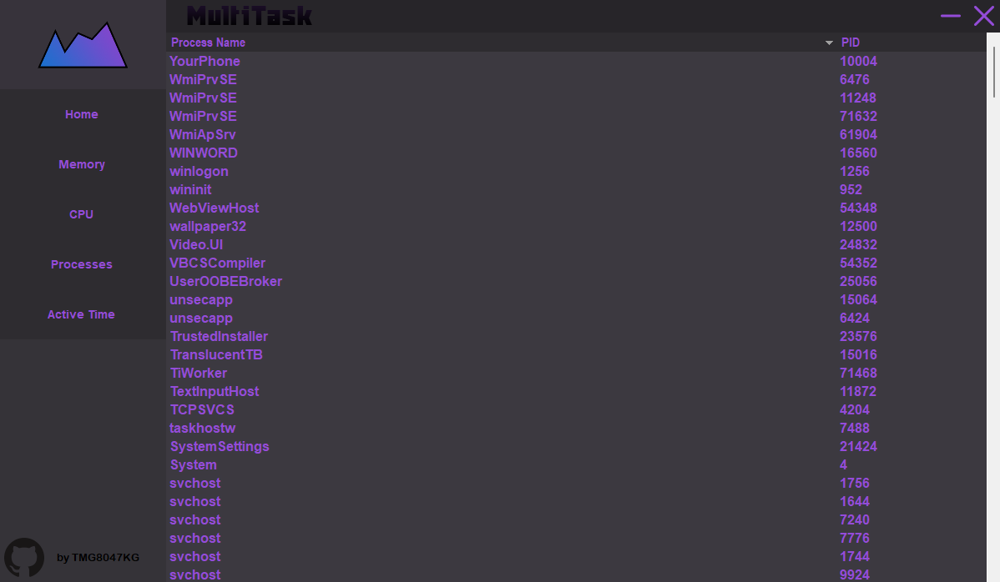 MultiTask
Home
Memory
CPU
Processes
Active Time
by TMG8047KG
Process Name PID
YourPhone 10004
WmiPrvSE 6476
WmiPrvSE 11248
WmiPrvSE 71632
WmiApSrv 61904
WINWORD 16560
winlogon 1256
wininit 952
WebViewHost 54348
wallpaper32 12500
Video.UI 24832
VBCSCompiler 54352
UserOOBEBroker 25056
unsecapp 15064
unsecapp 6424
TrustedInstaller 23576
TranslucentTB 15016
TiWorker 71468
TextInputHost 11872
TCPSVCS 4204
taskhostw 7488
SystemSettings 21424
System 4
svchost 1756
svchost 1644
svchost 7240
svchost 7776
svchost 1744
svchost 9924